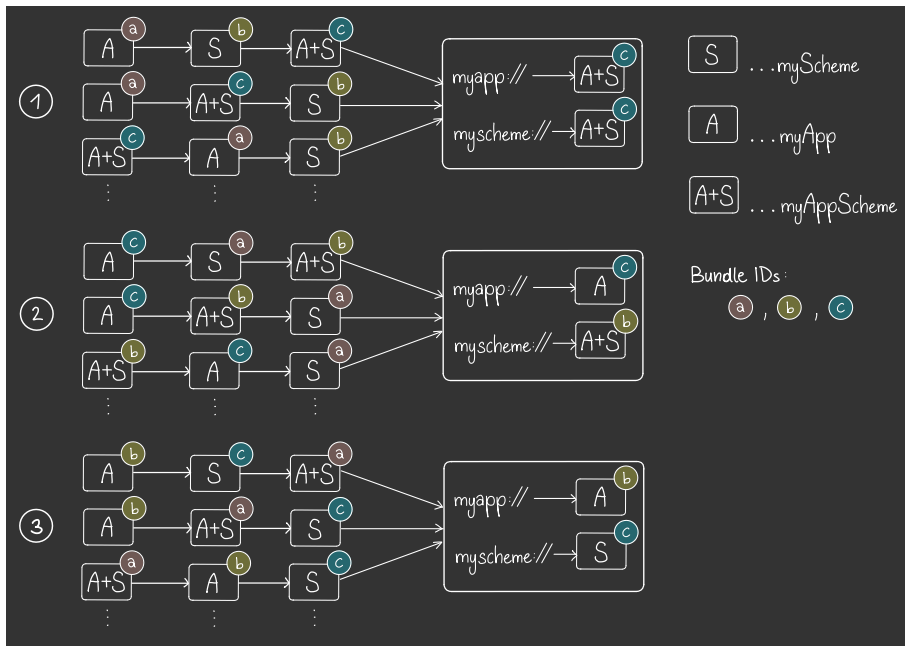 a b c
A S A+S
a c b
A A+S S
c a b
A+S A S
⋮ ⋮ ⋮
1
c
myapp:// A+S
c
myscheme:// A+S
S ...myScheme
A ...myApp
A+S ...myAppScheme
Bundle IDs:
a , b , c
c a b
A S A+S
c b a
A A+S S
b c a
A+S A S
⋮ ⋮ ⋮
2
c
myapp:// A
b
myscheme:// A+S
b c a
A S A+S
b a c
A A+S S
a b c
A+S A S
⋮ ⋮ ⋮
3
b
myapp:// A
c
myscheme:// S